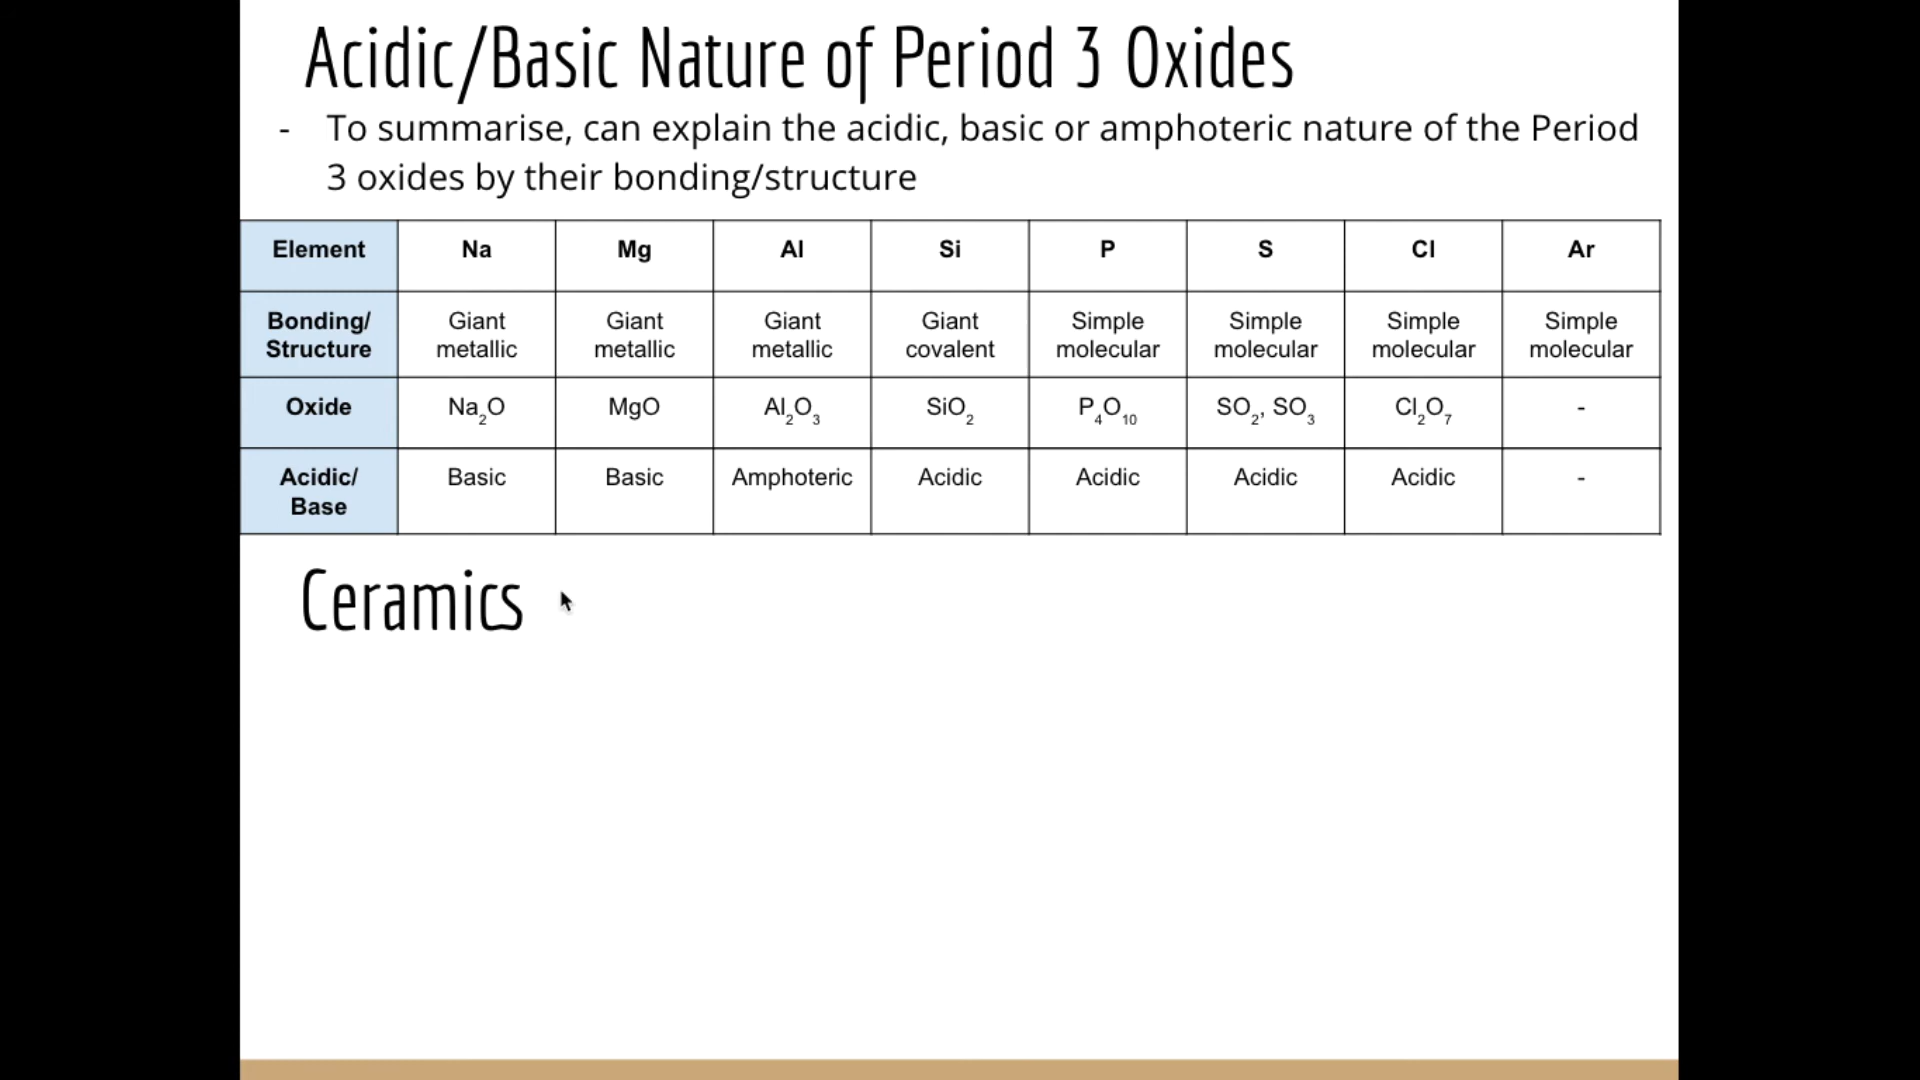 Acidic/Basic Nature of Period 3 Oxides
- To summarise, can explain the acidic, basic or amphoteric nature of the Period
3 oxides by their bonding/structure
Element Na Mg Al Si P S Cl Ar
Bonding/ Giant Giant Giant Giant Simple Simple Simple Simple
Structure metallic metallic metallic covalent molecular molecular molecular molecular
Oxide Na₂O MgO Al₂O₃ SiO₂ P₄O₁₀ SO₂, SO₃ Cl₂O₇ -
Acidic/ Basic Basic Amphoteric Acidic Acidic Acidic Acidic -
Base
Ceramics